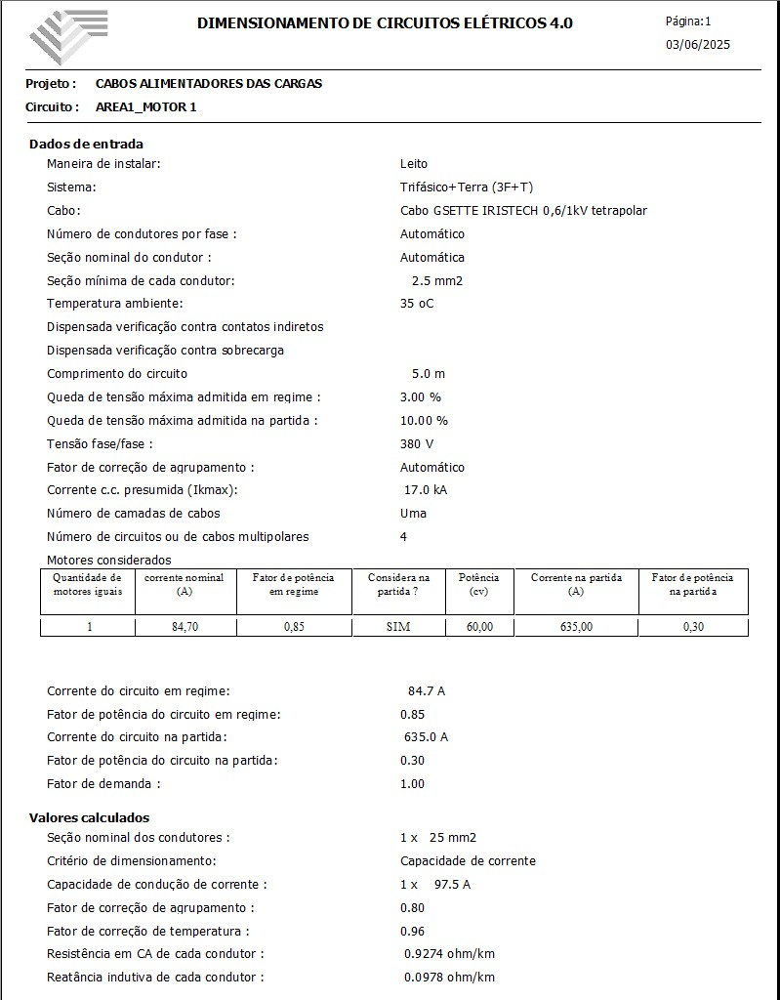 DIMENSIONAMENTO DE CIRCUITOS ELÉTRICOS 4.0
Página:1
03/06/2025
Projeto : CABOS ALIMENTADORES DAS CARGAS
Circuito : AREA1_MOTOR 1
Dados de entrada
Maneira de instalar: Leito
Sistema: Trifásico+Terra (3F+T)
Cabo: Cabo GSETTE IRISTECH 0,6/1kV tetrapolar
Número de condutores por fase : Automático
Seção nominal do condutor : Automática
Seção mínima de cada condutor: 2.5 mm2
Temperatura ambiente: 35 oC
Dispensada verificação contra contatos indiretos
Dispensada verificação contra sobrecarga
Comprimento do circuito 5.0 m
Queda de tensão máxima admitida em regime : 3.00 %
Queda de tensão máxima admitida na partida : 10.00 %
Tensão fase/fase : 380 V
Fator de correção de agrupamento : Automático
Corrente c.c. presumida (Ikmax): 17.0 kA
Número de camadas de cabos Uma
Número de circuitos ou de cabos multipolares 4
Motores considerados
Quantidade de motores iguais corrente nominal (A) Fator de potência em regime Considera na partida ? Potência (cv) Corrente na partida (A) Fator de potência na partida
1 84,70 0,85 SIM 60,00 635,00 0,30
Corrente do circuito em regime: 84.7 A
Fator de potência do circuito em regime: 0.85
Corrente do circuito na partida: 635.0 A
Fator de potência do circuito na partida: 0.30
Fator de demanda : 1.00
Valores calculados
Seção nominal dos condutores : 1 x 25 mm2
Critério de dimensionamento: Capacidade de corrente
Capacidade de condução de corrente : 1 x 97.5 A
Fator de correção de agrupamento : 0.80
Fator de correção de temperatura : 0.96
Resistência em CA de cada condutor : 0.9274 ohm/km
Reatância indutiva de cada condutor : 0.0978 ohm/km